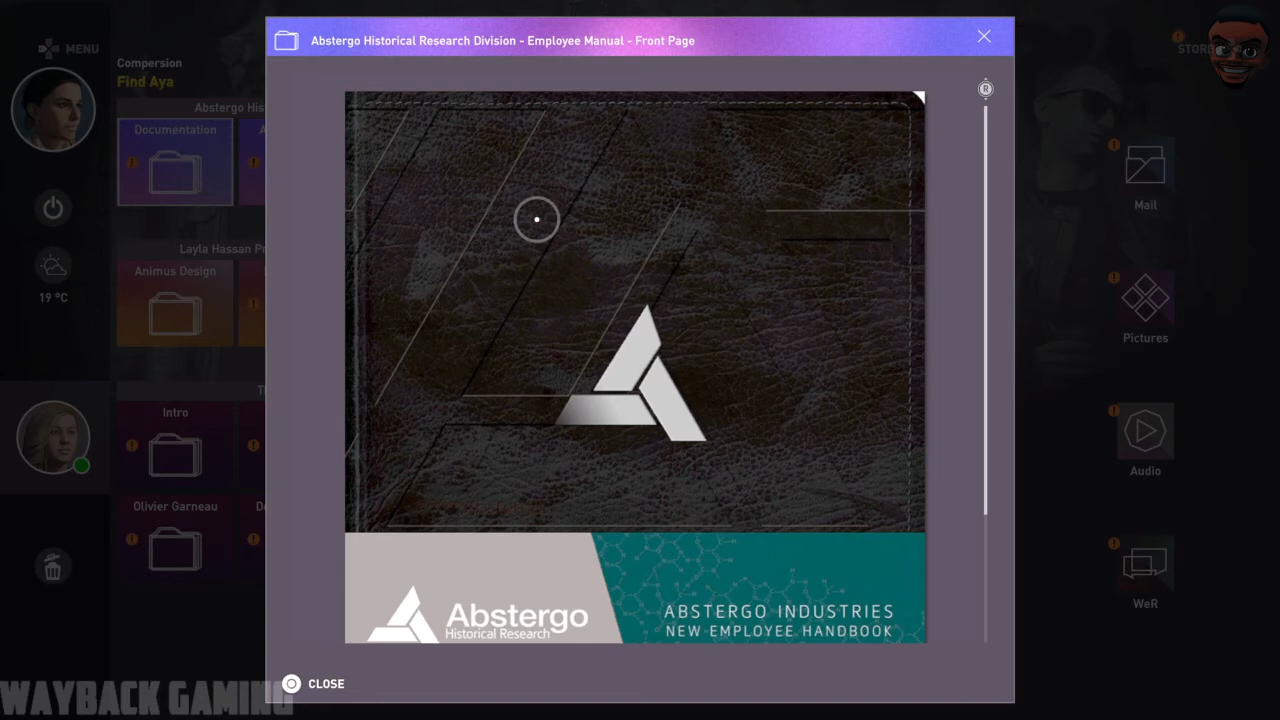 Abstergo Historical Research Division - Employee Manual - Front Page
MENU
STORE
Compersion
Find Aya
Abstergo His
Documentation
A
R
Mail
19 °C
Layla Hassan Pr
Animus Design
Pictures
Intro
T
Audio
Olivier Garneau
De
WeR
Abstergo
Historical Research
ABSTERGO INDUSTRIES
NEW EMPLOYEE HANDBOOK
CLOSE
WAYBACK GAMING